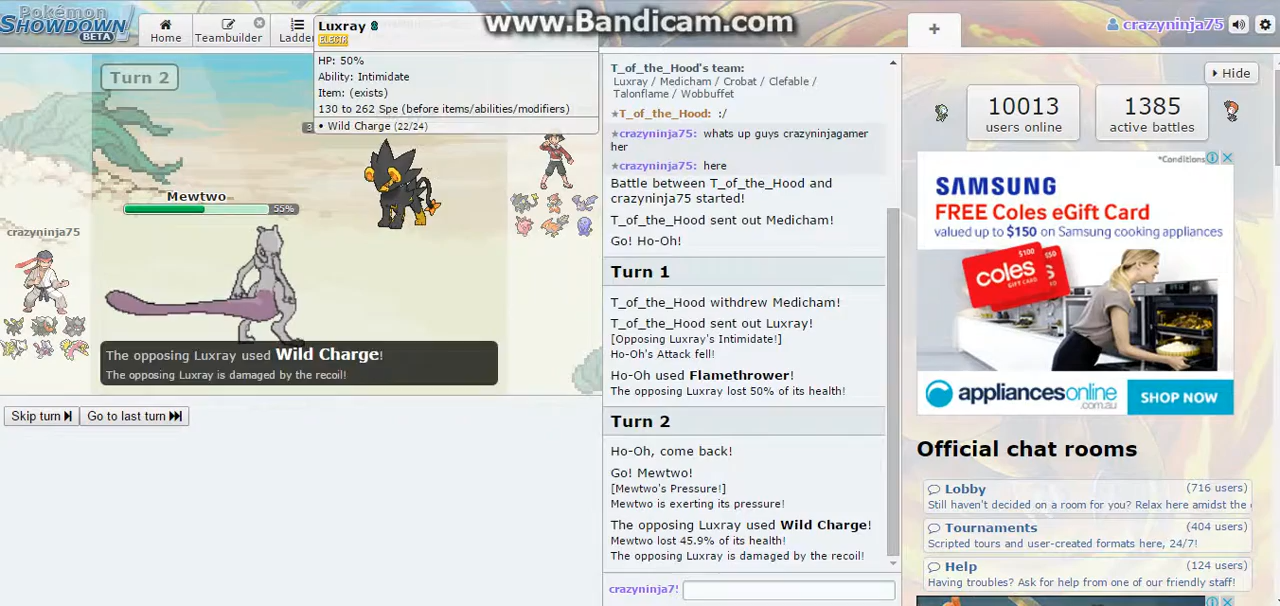 www.Bandicam.com
Pokémon
SHOWDOWN
BETA
Home
Teambuilder
Ladder
+
crazyninja75
Luxray
ELECTR
HP: 50%
Ability: Intimidate
Item: (exists)
130 to 262 Spe (before items/abilities/modifiers)
• Wild Charge (22/24)
Turn 2
Mewtwo
55%
crazyninja75
The opposing Luxray used Wild Charge!
The opposing Luxray is damaged by the recoil!
Skip turn
Go to last turn
T_of_the_Hood's team:
Luxray / Medicham / Crobat / Clefable /
Talonflame / Wobbuffet
★T_of_the_Hood: :/
★crazyninja75: whats up guys crazyninjagamer
her
★crazyninja75: here
Battle between T_of_the_Hood and
crazyninja75 started!
T_of_the_Hood sent out Medicham!
Go! Ho-Oh!
Turn 1
T_of_the_Hood withdrew Medicham!
T_of_the_Hood sent out Luxray!
[Opposing Luxray's Intimidate!]
Ho-Oh's Attack fell!
Ho-Oh used Flamethrower!
The opposing Luxray lost 50% of its health!
Turn 2
Ho-Oh, come back!
Go! Mewtwo!
[Mewtwo's Pressure!]
Mewtwo is exerting its pressure!
The opposing Luxray used Wild Charge!
Mewtwo lost 45.9% of its health!
The opposing Luxray is damaged by the recoil!
crazyninja7!
Hide
10013
users online
1385
active battles
*Conditions
SAMSUNG
FREE Coles eGift Card
valued up to $150 on Samsung cooking appliances
$100
$50
coles
GIFT CARD
appliancesonline
.com.au
SHOP NOW
Official chat rooms
Lobby
(716 users)
Still haven't decided on a room for you? Relax here amidst the
Tournaments
(404 users)
Scripted tours and user-created formats here, 24/7!
Help
(124 users)
Having troubles? Ask for help from one of our friendly staff!